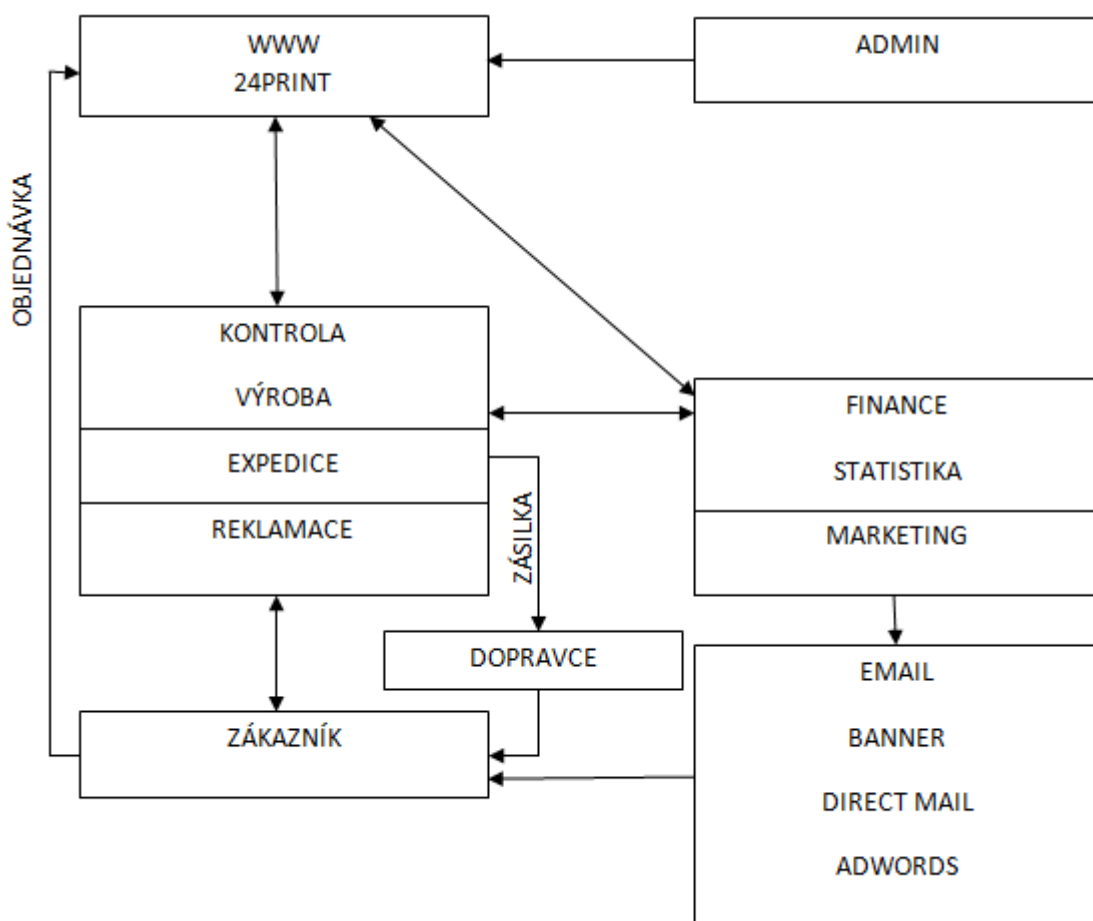 WWW
24PRINT
ADMIN
OBJEDNÁVKA
KONTROLA
VÝROBA
EXPEDICE
REKLAMACE
FINANCE
STATISTIKA
MARKETING
ZÁSILKA
DOPRAVCE
ZÁKAZNÍK
EMAIL
BANNER
DIRECT MAIL
ADWORDS